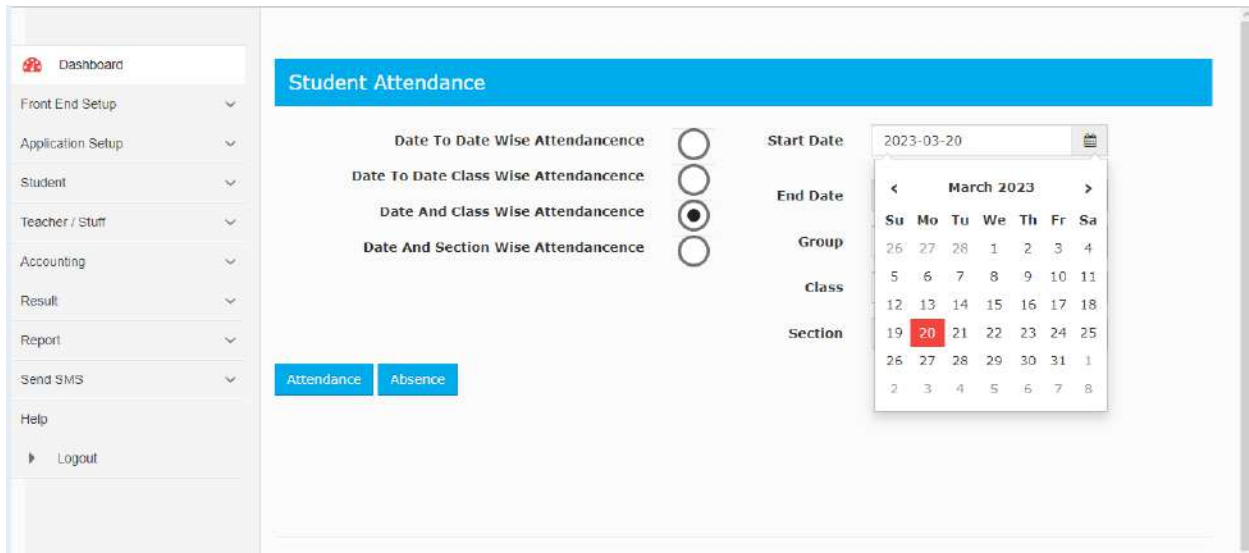 Dashboard
Front End Setup
Application Setup
Student
Teacher / Stuff
Accounting
Result
Report
Send SMS
Help
Logout
Student Attendance
Date To Date Wise Attendancence
Date To Date Class Wise Attendancence
Date And Class Wise Attendancence
Date And Section Wise Attendancence
Attendance Absence
Start Date 2023-03-20
End Date
Group
Class
Section
‹ March 2023 ›
Su Mo Tu We Th Fr Sa
26 27 28 1 2 3 4
5 6 7 8 9 10 11
12 13 14 15 16 17 18
19 20 21 22 23 24 25
26 27 28 29 30 31 1
2 3 4 5 6 7 8